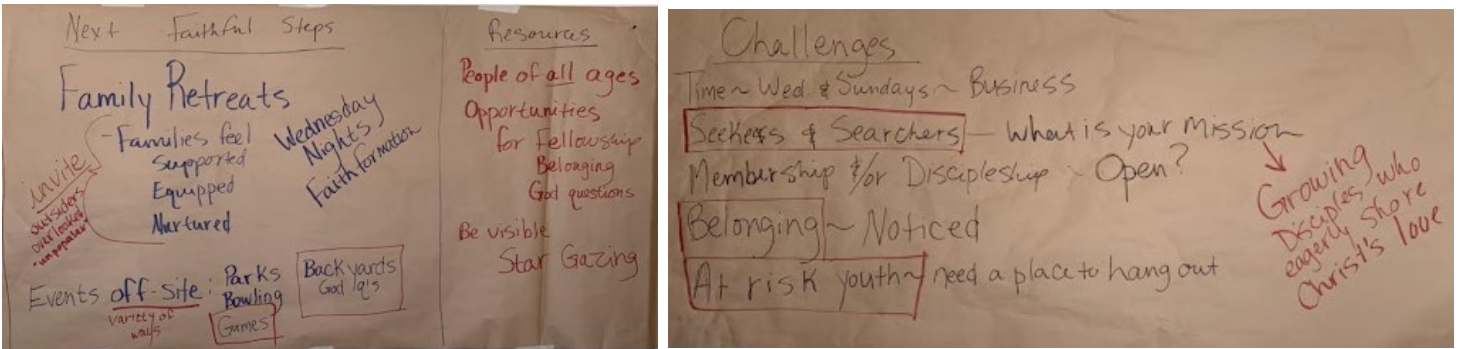 Next Faithful Steps
Family Retreats
Families feel
Supported
Equipped
Nurtured
invite
outsiders
overlooked
unpopular
Wednesday
Nights
Faith formation
Events off-site:
variety of
ways
Parks
Bowling
Games
Backyards
God Iq's
Resources
People of all ages
Opportunities
for Fellowship
Belonging
God questions
Be visible
Star Gazing
Challenges
Time ~ Wed. & Sundays ~ Business
Seekers & Searchers — What is your mission
Membership &/or Discipleship ~ Open?
Belonging ~ Noticed
At risk youth ~ need a place to hang out
Growing
Disciples who
eagerly share
Christ's love